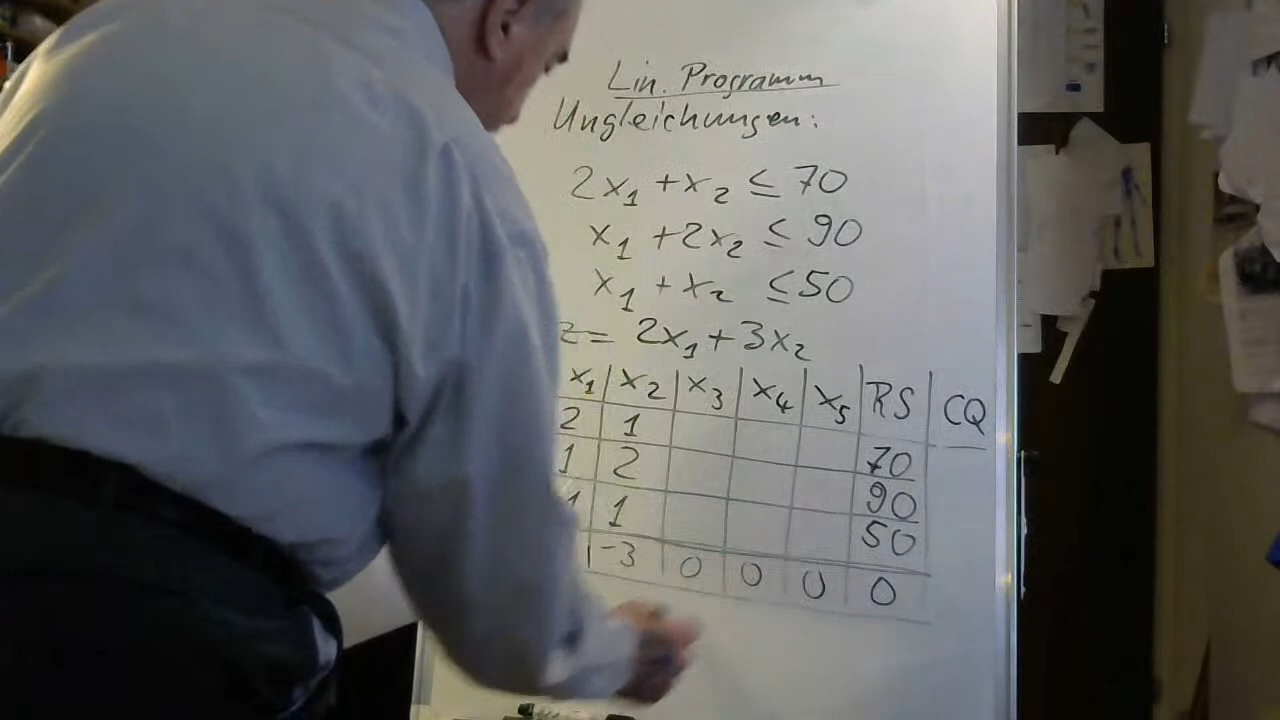 Lin. Programm
Ungleichungen:
2x₁ + x₂ ≤ 70
x₁ + 2x₂ ≤ 90
x₁ + x₂ ≤ 50
z = 2x₁ + 3x₂
x₁ x₂ x₃ x₄ x₅ RS CQ
2 1 70
1 2 90
1 1 50
-3 0 0 0 0